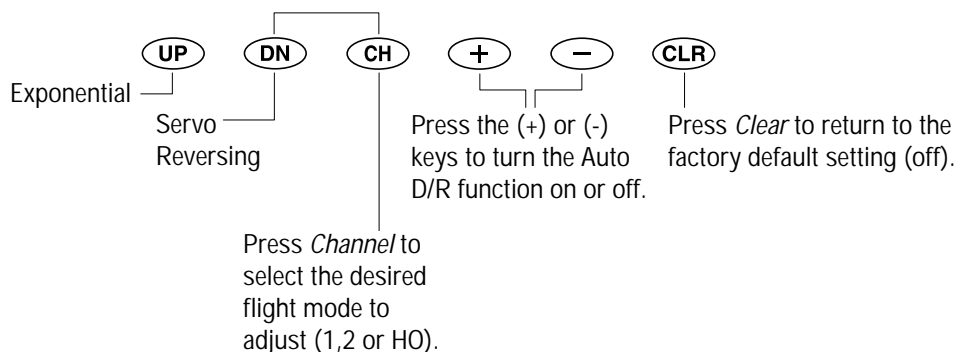 UP DN CH + − CLR
Exponential
Servo
Reversing
Press the (+) or (-)
keys to turn the Auto
D/R function on or off.
Press Clear to return to the
factory default setting (off).
Press Channel to
select the desired
flight mode to
adjust (1,2 or HO).